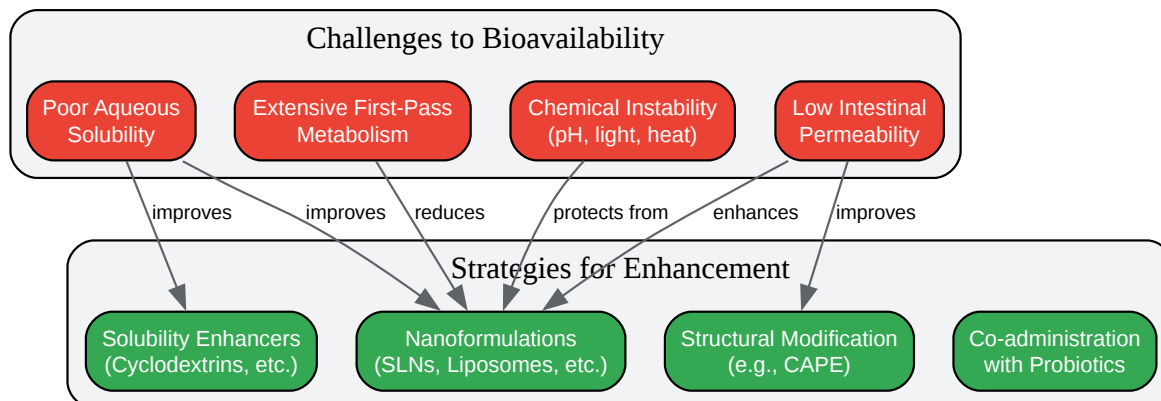 Challenges to Bioavailability
Poor Aqueous
Solubility
Extensive First-Pass
Metabolism
Chemical Instability
(pH, light, heat)
Low Intestinal
Permeability
improves
improves
reduces
protects from
enhances
improves
Strategies for Enhancement
Solubility Enhancers
(Cyclodextrins, etc.)
Nanoformulations
(SLNs, Liposomes, etc.)
Structural Modification
(e.g., CAPE)
Co-administration
with Probiotics